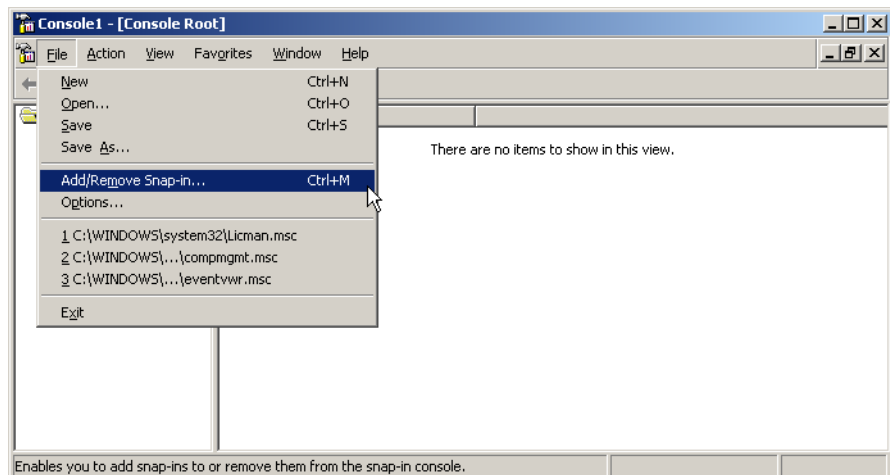 Console1 - [Console Root]
File Action View Favorites Window Help
New Ctrl+N
Open... Ctrl+O
Save Ctrl+S
Save As...
There are no items to show in this view.
Add/Remove Snap-in... Ctrl+M
Options...
1 C:\WINDOWS\system32\Licman.msc
2 C:\WINDOWS\...\compmgmt.msc
3 C:\WINDOWS\...\eventvwr.msc
Exit
Enables you to add snap-ins to or remove them from the snap-in console.